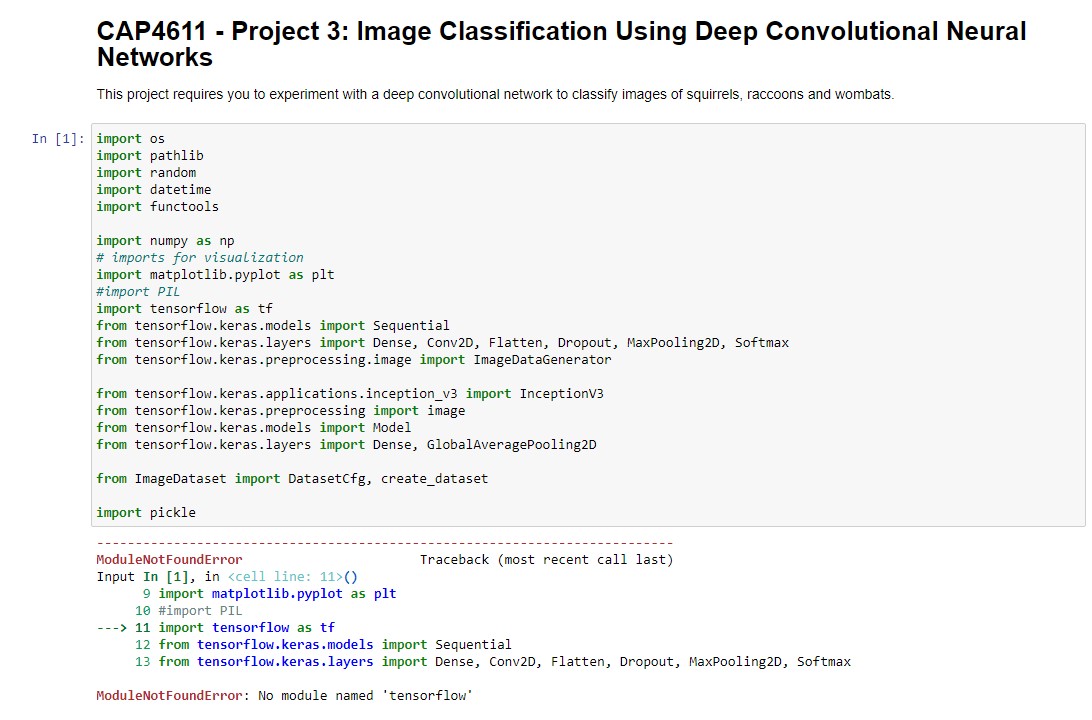 CAP4611 - Project 3: Image Classification Using Deep Convolutional Neural
Networks
This project requires you to experiment with a deep convolutional network to classify images of squirrels, raccoons and wombats.
In [1]: import os
import pathlib
import random
import datetime
import functools
import numpy as np
# imports for visualization
import matplotlib.pyplot as plt
#import PIL
import tensorflow as tf
from tensorflow.keras.models import Sequential
from tensorflow.keras.layers import Dense, Conv2D, Flatten, Dropout, MaxPooling2D, Softmax
from tensorflow.keras.preprocessing.image import ImageDataGenerator
from tensorflow.keras.applications.inception_v3 import InceptionV3
from tensorflow.keras.preprocessing import image
from tensorflow.keras.models import Model
from tensorflow.keras.layers import Dense, GlobalAveragePooling2D
from ImageDataset import DatasetCfg, create_dataset
import pickle
---------------------------------------------------------------------------
ModuleNotFoundError                       Traceback (most recent call last)
Input In [1], in <cell line: 11>()
      9 import matplotlib.pyplot as plt
     10 #import PIL
---> 11 import tensorflow as tf
     12 from tensorflow.keras.models import Sequential
     13 from tensorflow.keras.layers import Dense, Conv2D, Flatten, Dropout, MaxPooling2D, Softmax
ModuleNotFoundError: No module named 'tensorflow'